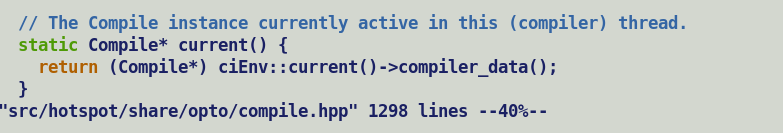 // The Compile instance currently active in this (compiler) thread.
static Compile* current() {
return (Compile*) ciEnv::current()->compiler_data();
}
"src/hotspot/share/opto/compile.hpp" 1298 lines --40%--